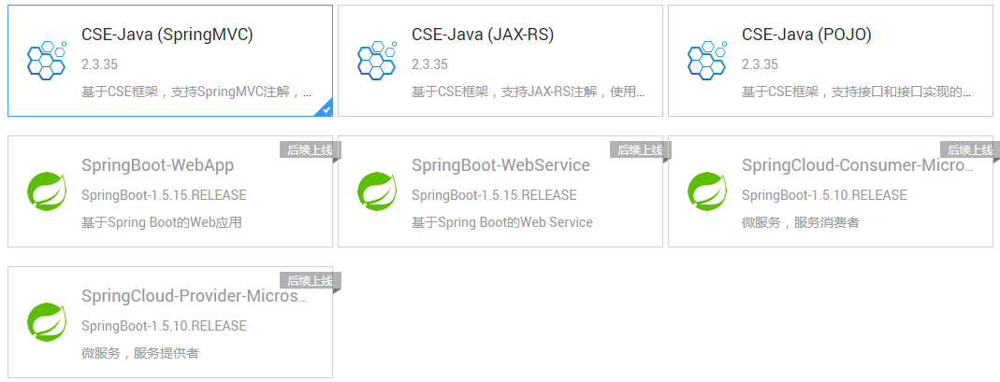 CSE-Java (SpringMVC)
2.3.35
基于CSE框架，支持SpringMVC注解，...
CSE-Java (JAX-RS)
2.3.35
基于CSE框架，支持JAX-RS注解，使用...
CSE-Java (POJO)
2.3.35
基于CSE框架，支持接口和接口实现的...
后续上线
SpringBoot-WebApp
SpringBoot-1.5.15.RELEASE
基于Spring Boot的Web应用
后续上线
SpringBoot-WebService
SpringBoot-1.5.15.RELEASE
基于Spring Boot的Web Service
后续上线
SpringCloud-Consumer-Micro...
SpringBoot-1.5.10.RELEASE
微服务，服务消费者
后续上线
SpringCloud-Provider-Micros...
SpringBoot-1.5.10.RELEASE
微服务，服务提供者